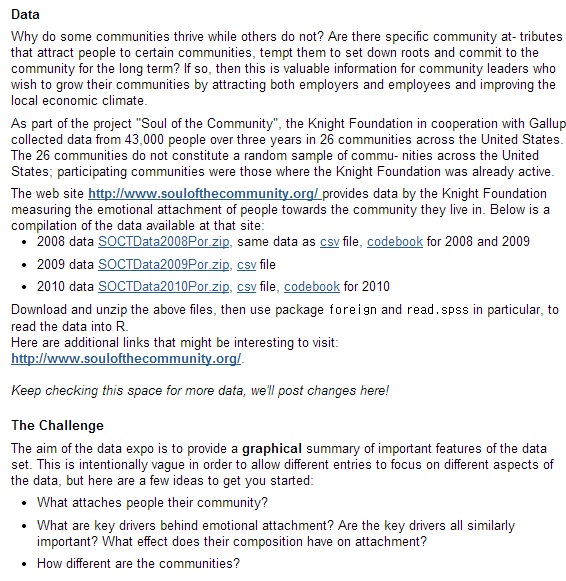 Data
Why do some communities thrive while others do not? Are there specific community at- tributes
that attract people to certain communities, tempt them to set down roots and commit to the
community for the long term? If so, then this is valuable information for community leaders who
wish to grow their communities by attracting both employers and employees and improving the
local economic climate.
As part of the project "Soul of the Community", the Knight Foundation in cooperation with Gallup
collected data from 43,000 people over three years in 26 communities across the United States.
The 26 communities do not constitute a random sample of commu- nities across the United
States; participating communities were those where the Knight Foundation was already active.
The web site http://www.soulofthecommunity.org/ provides data by the Knight Foundation
measuring the emotional attachment of people towards the community they live in. Below is a
compilation of the data available at that site:
• 2008 data SOCTData2008Por.zip, same data as csv file, codebook for 2008 and 2009
• 2009 data SOCTData2009Por.zip, csv file
• 2010 data SOCTData2010Por.zip, csv file, codebook for 2010
Download and unzip the above files, then use package foreign and read.spss in particular, to
read the data into R.
Here are additional links that might be interesting to visit:
http://www.soulofthecommunity.org/.
Keep checking this space for more data, we'll post changes here!
The Challenge
The aim of the data expo is to provide a graphical summary of important features of the data
set. This is intentionally vague in order to allow different entries to focus on different aspects of
the data, but here are a few ideas to get you started:
• What attaches people their community?
• What are key drivers behind emotional attachment? Are the key drivers all similarly
important? What effect does their composition have on attachment?
• How different are the communities?